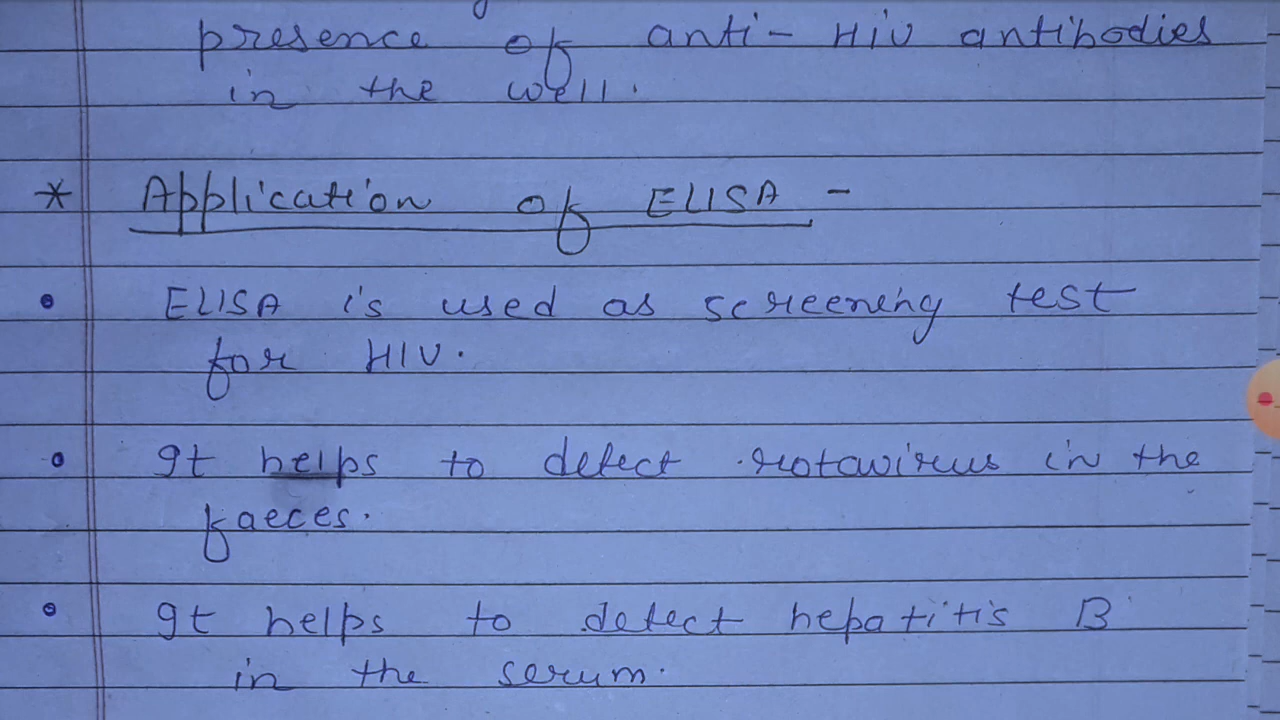 presence of anti- HIV antibodies
in the well.
* Application of ELISA -
• ELISA is used as screening test
for HIV.
• It helps to detect rotavirus in the
faeces.
• It helps to detect hepatitis B
in the serum.